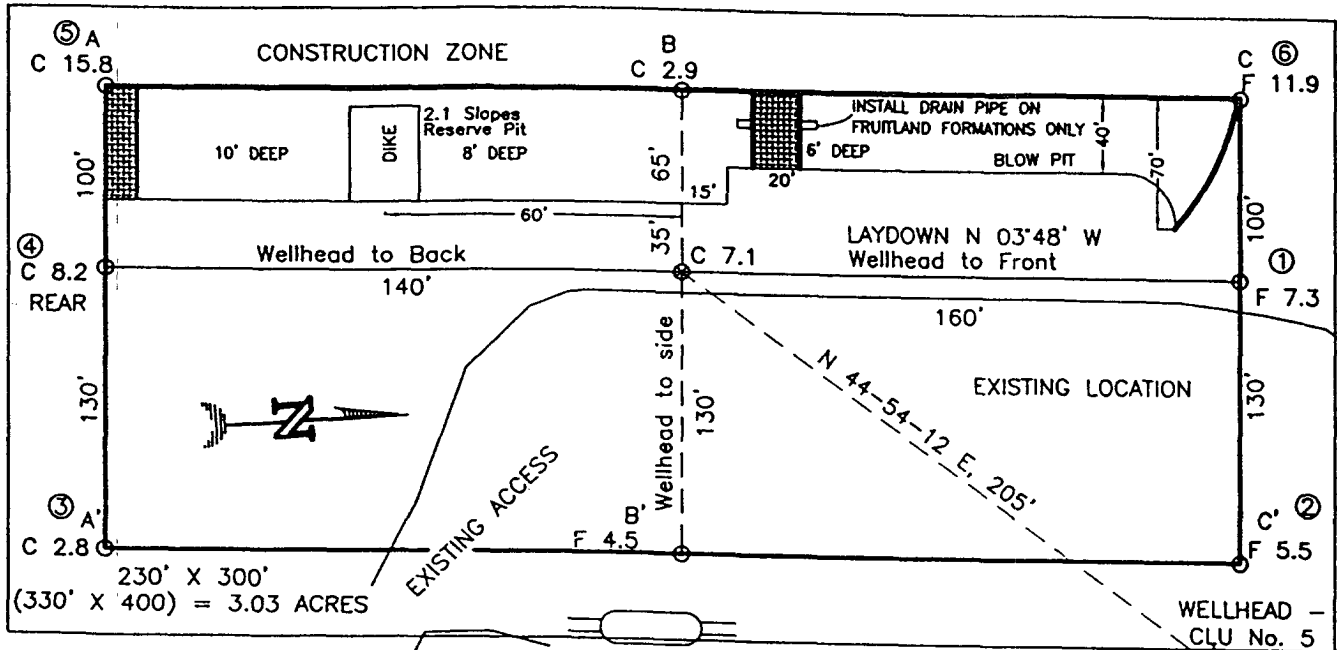 ⑤ A
C 15.8
CONSTRUCTION ZONE
B
C 2.9
C ⑥
F 11.9
2.1 Slopes
Reserve Pit
DIKE
10' DEEP
8' DEEP
INSTALL DRAIN PIPE ON
FRUITLAND FORMATIONS ONLY
6' DEEP
BLOW PIT
40'
70'
100'
65'
15'
20'
60'
35'
100'
④
C 8.2
REAR
Wellhead to Back
140'
C 7.1
LAYDOWN N 03°48' W
Wellhead to Front
160'
①
F 7.3
130'
N
Wellhead to side
130'
N 44-54-12 E, 205'
EXISTING LOCATION
130'
EXISTING ACCESS
③ A'
C 2.8
B'
F 4.5
C' ②
F 5.5
230' X 300'
(330' X 400) = 3.03 ACRES
WELLHEAD -
CLU No. 5